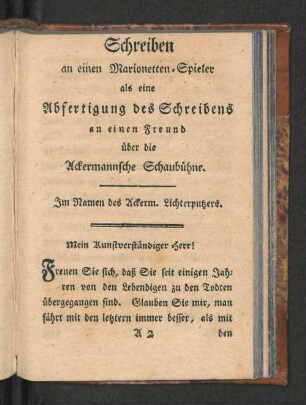 Schreiben
an einen Marionetten-Spieler
als eine
Abfertigung des Schreibens
an einen Freund
über die
Ackermannsche Schaubühne.
Im Namen des Ackerm. Lichterputzers.
Mein Kunstverständiger Herr!
Freuen Sie sich, daß Sie seit einigen Jah-
ren von den Lebendigen zu den Todten
übergegangen sind. Glauben Sie mir, man
fährt mit den letztern immer besser, als mit
A 2 den